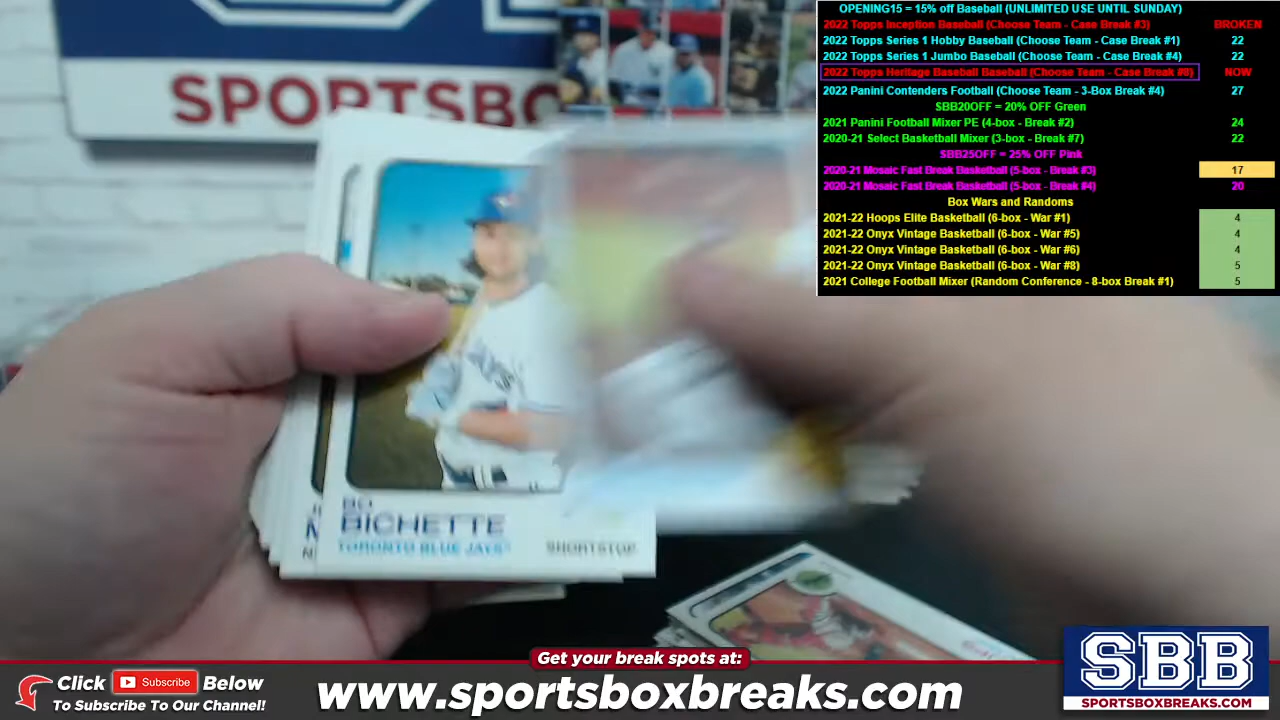 OPENING15 = 15% off Baseball (UNLIMITED USE UNTIL SUNDAY)
2022 Topps Inception Baseball (Choose Team - Case Break #3) BROKEN
2022 Topps Series 1 Hobby Baseball (Choose Team - Case Break #1) 22
2022 Topps Series 1 Jumbo Baseball (Choose Team - Case Break #4) 22
2022 Topps Heritage Baseball Baseball (Choose Team - Case Break #8) NOW
2022 Panini Contenders Football (Choose Team - 3-Box Break #4) 27
SBB20OFF = 20% OFF Green
2021 Panini Football Mixer PE (4-box - Break #2) 24
2020-21 Select Basketball Mixer (3-box - Break #7) 22
SBB25OFF = 25% OFF Pink
2020-21 Mosaic Fast Break Basketball (5-box - Break #3) 17
2020-21 Mosaic Fast Break Basketball (5-box - Break #4) 20
Box Wars and Randoms
2021-22 Hoops Elite Basketball (6-box - War #1) 4
2021-22 Onyx Vintage Basketball (6-box - War #5) 4
2021-22 Onyx Vintage Basketball (6-box - War #6) 4
2021-22 Onyx Vintage Basketball (6-box - War #8) 5
2021 College Football Mixer (Random Conference - 8-box Break #1) 5
SPORTSBO
BO
BICHETTE
TORONTO BLUE JAYS
SHORTSTOP
Get your break spots at:
Click Subscribe Below
To Subscribe To Our Channel!
www.sportsboxbreaks.com
SBB
SPORTSBOXBREAKS.COM